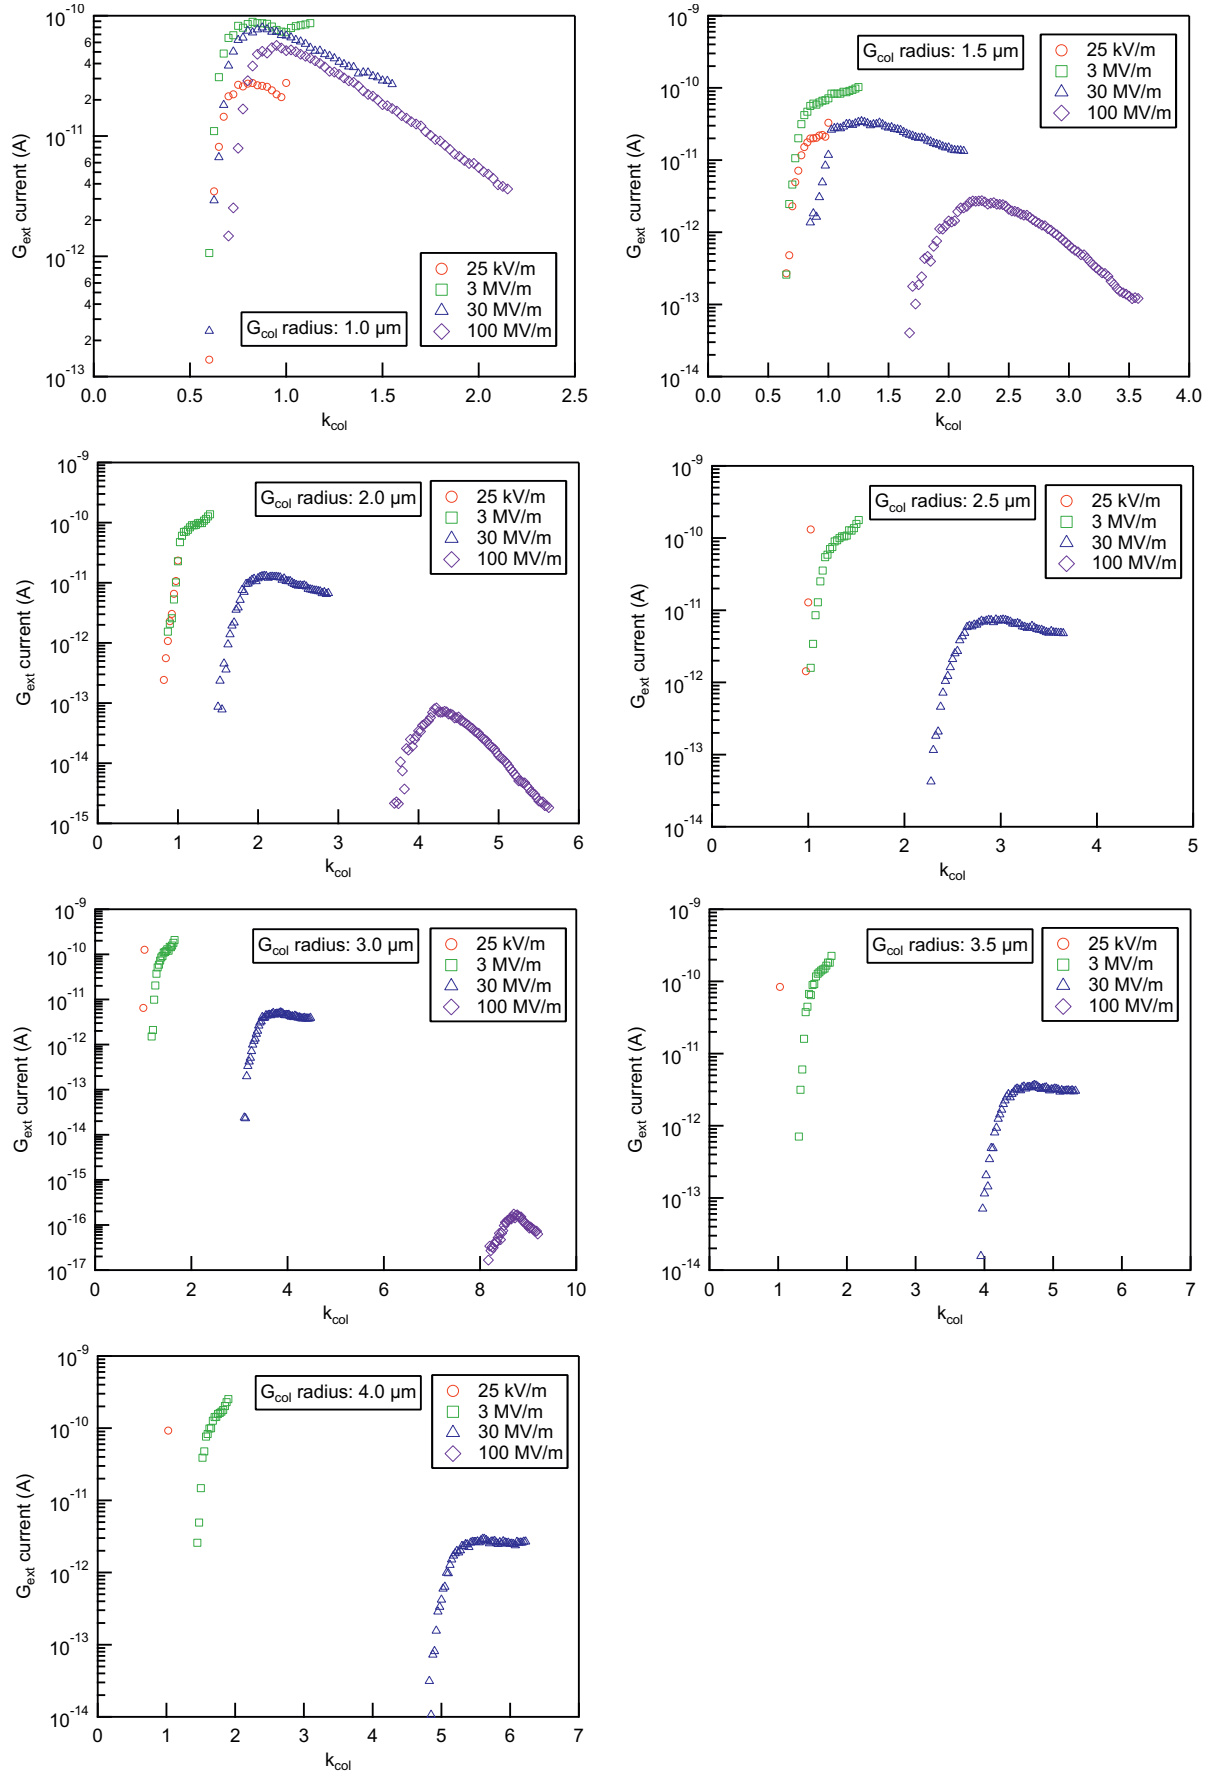 10^-10
6
4
2
10^-11
6
4
2
10^-12
6
4
2
10^-13
G_ext current (A)
25 kV/m
3 MV/m
30 MV/m
100 MV/m
G_col radius: 1.0 µm
0.0 0.5 1.0 1.5 2.0 2.5
k_col
10^-9
10^-10
10^-11
10^-12
10^-13
10^-14
G_ext current (A)
G_col radius: 1.5 µm
25 kV/m
3 MV/m
30 MV/m
100 MV/m
0.0 0.5 1.0 1.5 2.0 2.5 3.0 3.5 4.0
k_col
10^-9
10^-10
10^-11
10^-12
10^-13
10^-14
10^-15
G_ext current (A)
G_col radius: 2.0 µm
25 kV/m
3 MV/m
30 MV/m
100 MV/m
0 1 2 3 4 5 6
k_col
10^-9
10^-10
10^-11
10^-12
10^-13
10^-14
G_ext current (A)
G_col radius: 2.5 µm
25 kV/m
3 MV/m
30 MV/m
100 MV/m
0 1 2 3 4 5
k_col
10^-9
10^-10
10^-11
10^-12
10^-13
10^-14
10^-15
10^-16
10^-17
G_ext current (A)
G_col radius: 3.0 µm
25 kV/m
3 MV/m
30 MV/m
100 MV/m
0 2 4 6 8 10
k_col
10^-9
10^-10
10^-11
10^-12
10^-13
10^-14
G_ext current (A)
G_col radius: 3.5 µm
25 kV/m
3 MV/m
30 MV/m
100 MV/m
0 1 2 3 4 5 6 7
k_col
10^-9
10^-10
10^-11
10^-12
10^-13
10^-14
G_ext current (A)
G_col radius: 4.0 µm
25 kV/m
3 MV/m
30 MV/m
100 MV/m
0 1 2 3 4 5 6 7
k_col